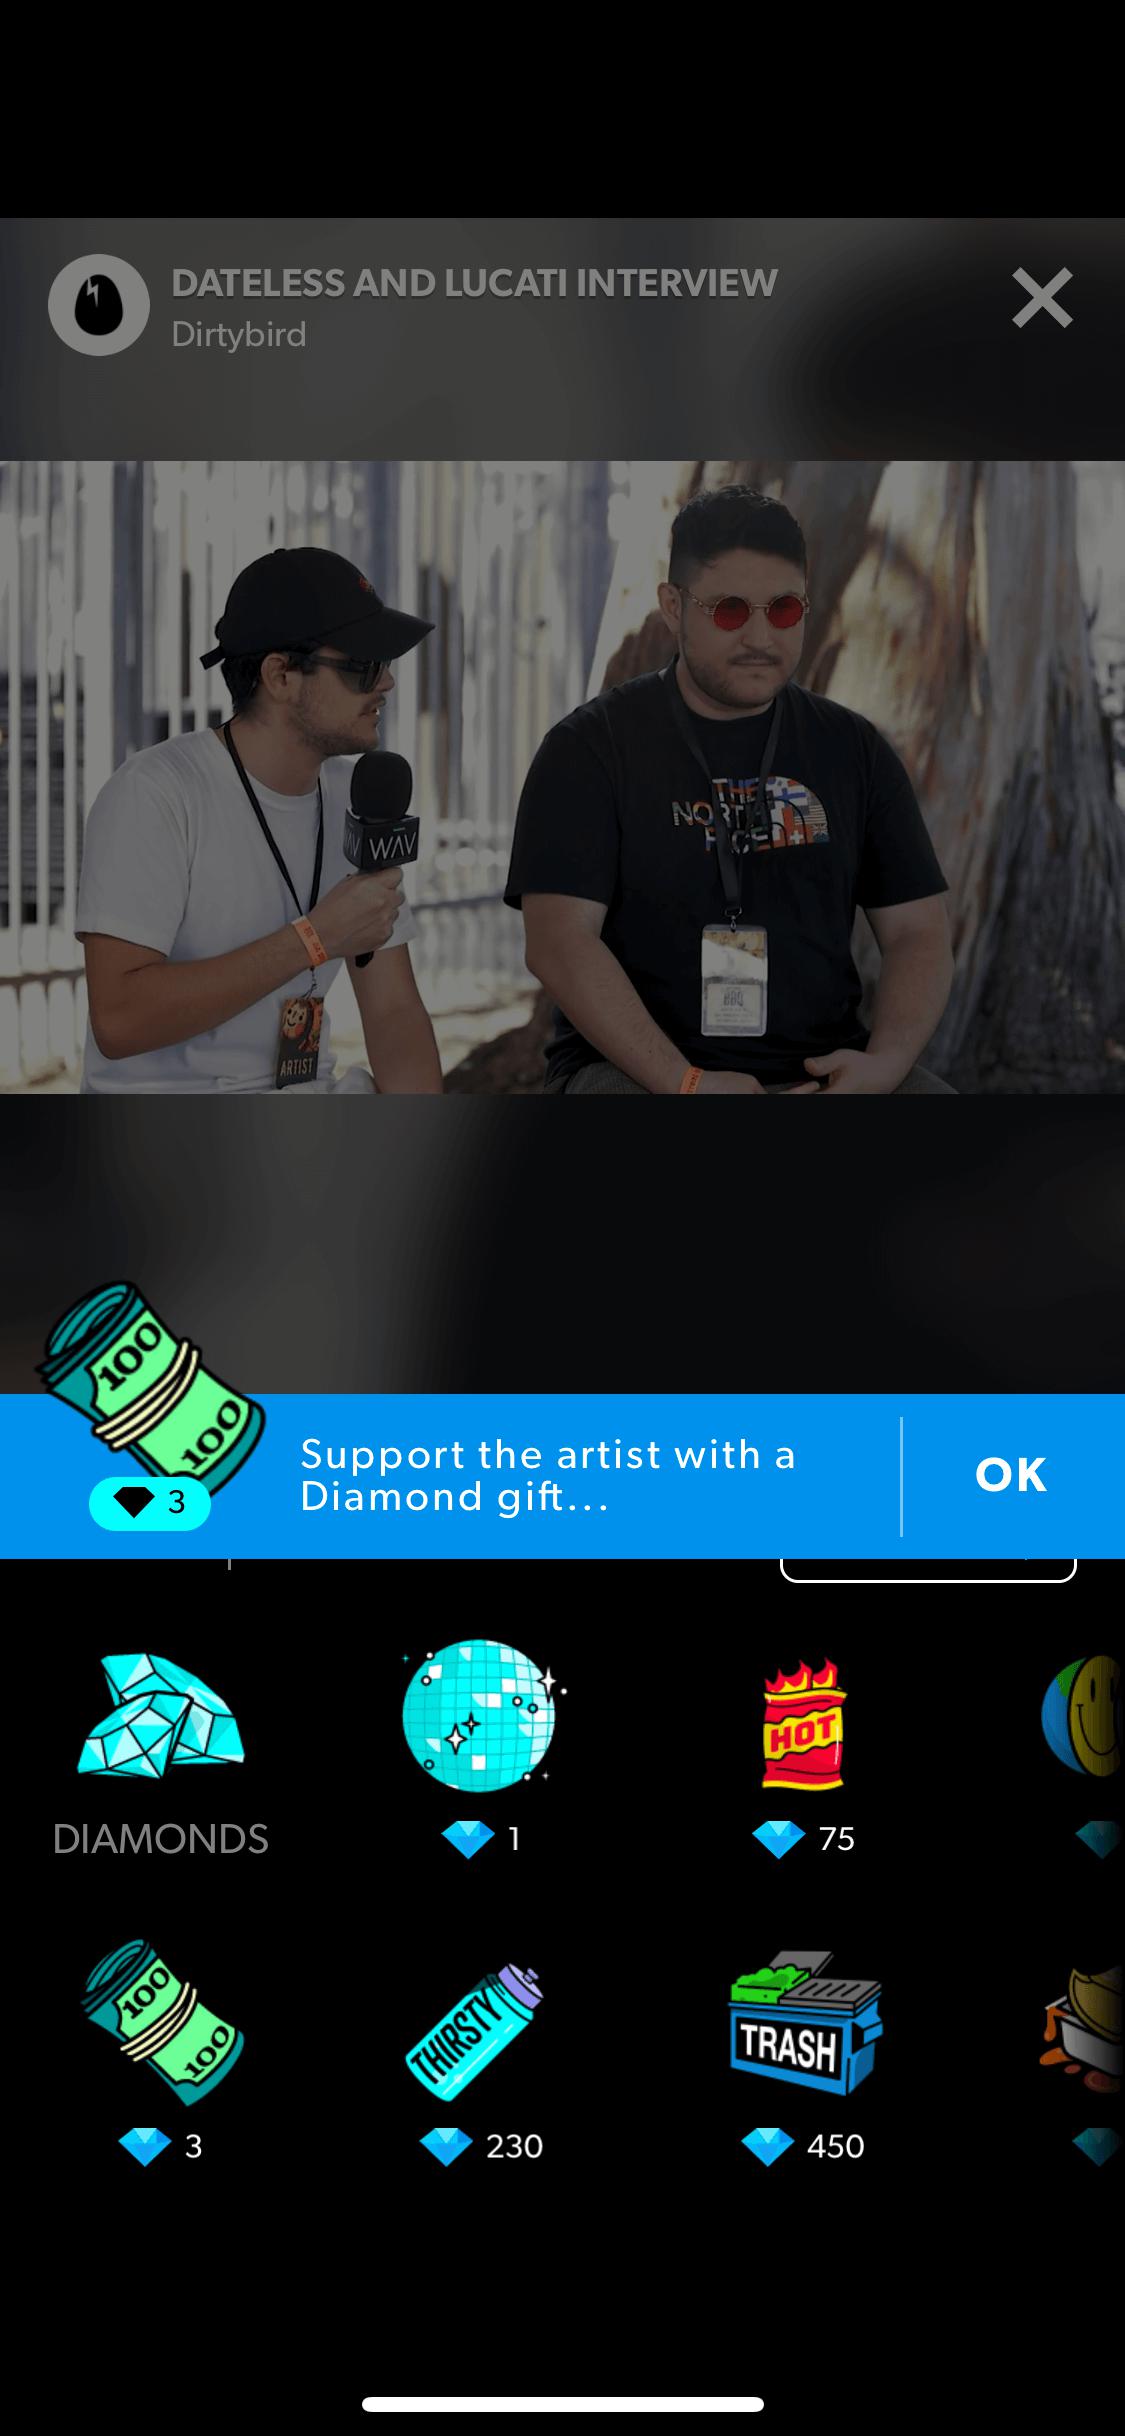 DATELESS AND LUCATI INTERVIEW
Dirtybird
THE
NORTH
FACE
WAV
ARTIST
100
100
3
Support the artist with a
Diamond gift...
OK
HOT
DIAMONDS
1
75
100
100
THIRSTY
TRASH
3
230
450